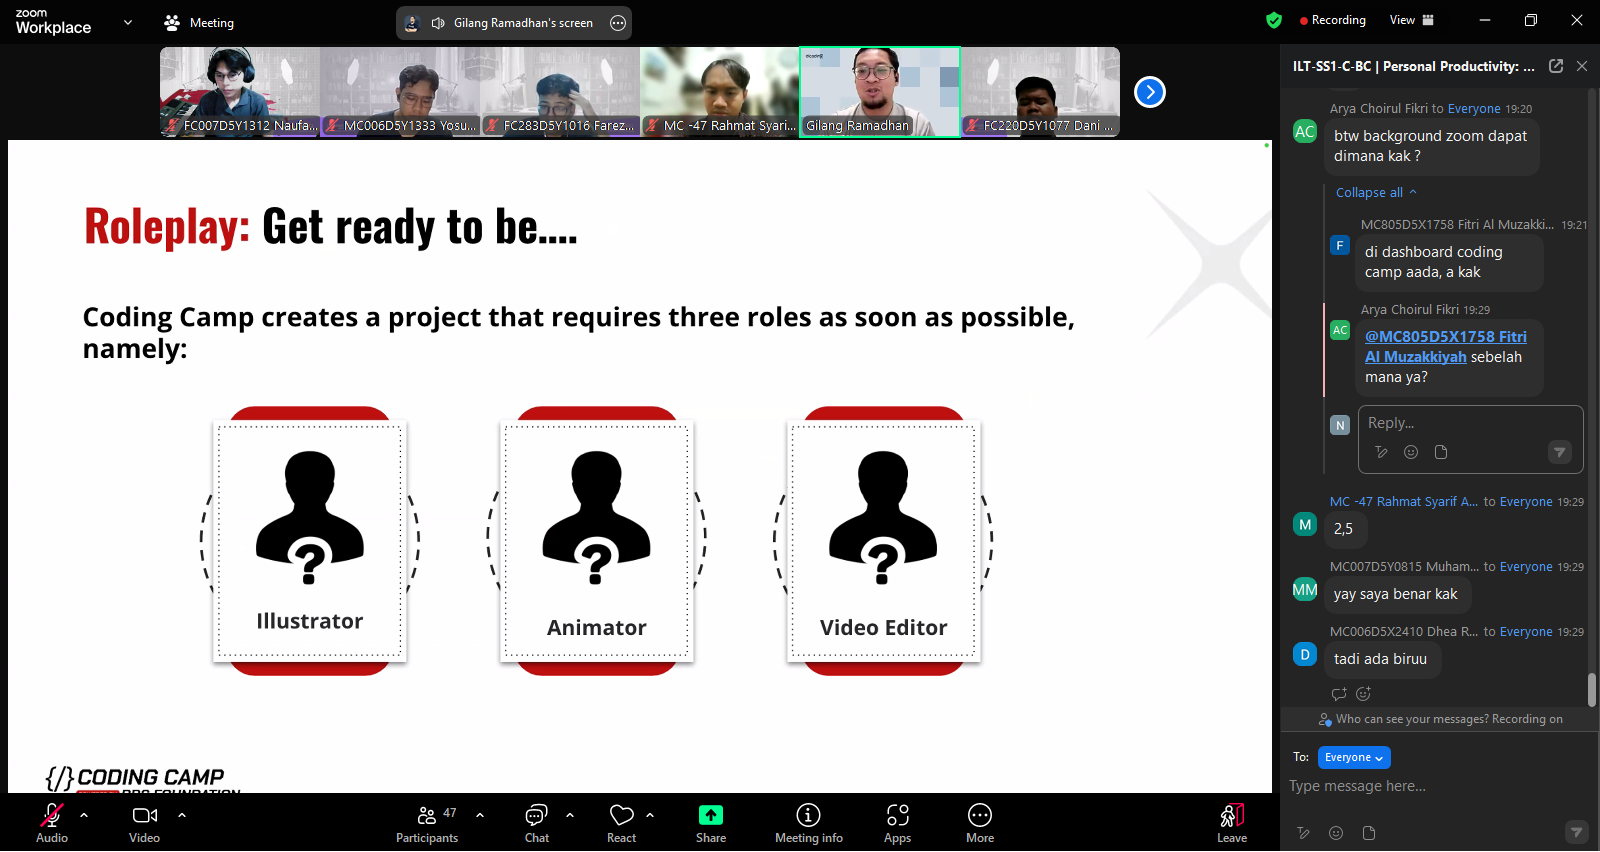 zoom
Workplace
Meeting
Gilang Ramadhan's screen
Recording
View
FC007D5Y1312 Naufa...
MC006D5Y1333 Yosu...
FC283D5Y1016 Farez...
MC -47 Rahmat Syari...
Gilang Ramadhan
FC220D5Y1077 Dani ...
Roleplay: Get ready to be....
Coding Camp creates a project that requires three roles as soon as possible,
namely:
Illustrator
Animator
Video Editor
{/} CODING CAMP
ILT-SS1-C-BC | Personal Productivity: ...
Arya Choirul Fikri to Everyone 19:20
AC
btw background zoom dapat
dimana kak ?
Collapse all
MC805D5X1758 Fitri Al Muzakki... 19:21
F
di dashboard coding
camp aada, a kak
Arya Choirul Fikri 19:29
AC
@MC805D5X1758 Fitri
Al Muzakkiyah sebelah
mana ya?
N
Reply...
MC -47 Rahmat Syarif A... to Everyone 19:29
M
2,5
MC007D5Y0815 Muham... to Everyone 19:29
MM
yay saya benar kak
MC006D5X2410 Dhea R... to Everyone 19:29
D
tadi ada biruu
Who can see your messages? Recording on
To: Everyone
Type message here...
Audio
Video
Participants
47
Chat
React
Share
Meeting info
Apps
More
Leave